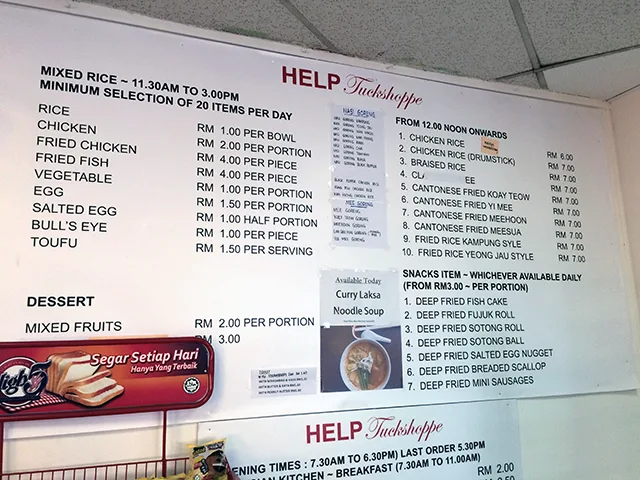 HELP Tuckshoppe
MIXED RICE ~ 11.30AM TO 3.00PM
MINIMUM SELECTION OF 20 ITEMS PER DAY
RICE RM 1.00 PER BOWL
CHICKEN RM 2.00 PER PORTION
FRIED CHICKEN RM 4.00 PER PIECE
FRIED FISH RM 4.00 PER PIECE
VEGETABLE RM 1.00 PER PORTION
EGG RM 1.50 PER PORTION
SALTED EGG RM 1.00 HALF PORTION
BULL'S EYE RM 1.00 PER PIECE
TOUFU RM 1.50 PER SERVING
DESSERT
MIXED FRUITS RM 2.00 PER PORTION
RM 3.00
NASI GORENG
MEE GORENG
Available Today
Curry Laksa
Noodle Soup
FROM 12.00 NOON ONWARDS
1. CHICKEN RICE RM 6.00
2. CHICKEN RICE (DRUMSTICK) RM 7.00
3. BRAISED RICE RM 7.00
4. RM 7.00
5. CANTONESE FRIED KOAY TEOW RM 7.00
6. CANTONESE FRIED YI MEE RM 7.00
7. CANTONESE FRIED MEEHOON RM 7.00
8. CANTONESE FRIED MEESUA RM 7.00
9. FRIED RICE KAMPUNG SYLE RM 7.00
10. FRIED RICE YEONG JAU STYLE RM 7.00
SNACKS ITEM ~ WHICHEVER AVAILABLE DAILY
(FROM RM3.00 ~ PER PORTION)
1. DEEP FRIED FISH CAKE
2. DEEP FRIED FUJUK ROLL
3. DEEP FRIED SOTONG ROLL
4. DEEP FRIED SOTONG BALL
5. DEEP FRIED SALTED EGG NUGGET
6. DEEP FRIED BREADED SCALLOP
7. DEEP FRIED MINI SAUSAGES
Segar Setiap Hari
Hanya Yang Terbaik
HELP Tuckshoppe
TIMES : 7.30AM TO 6.30PM) LAST ORDER 5.30PM
KITCHEN ~ BREAKFAST (7.30AM TO 11.00AM)
RM 2.00